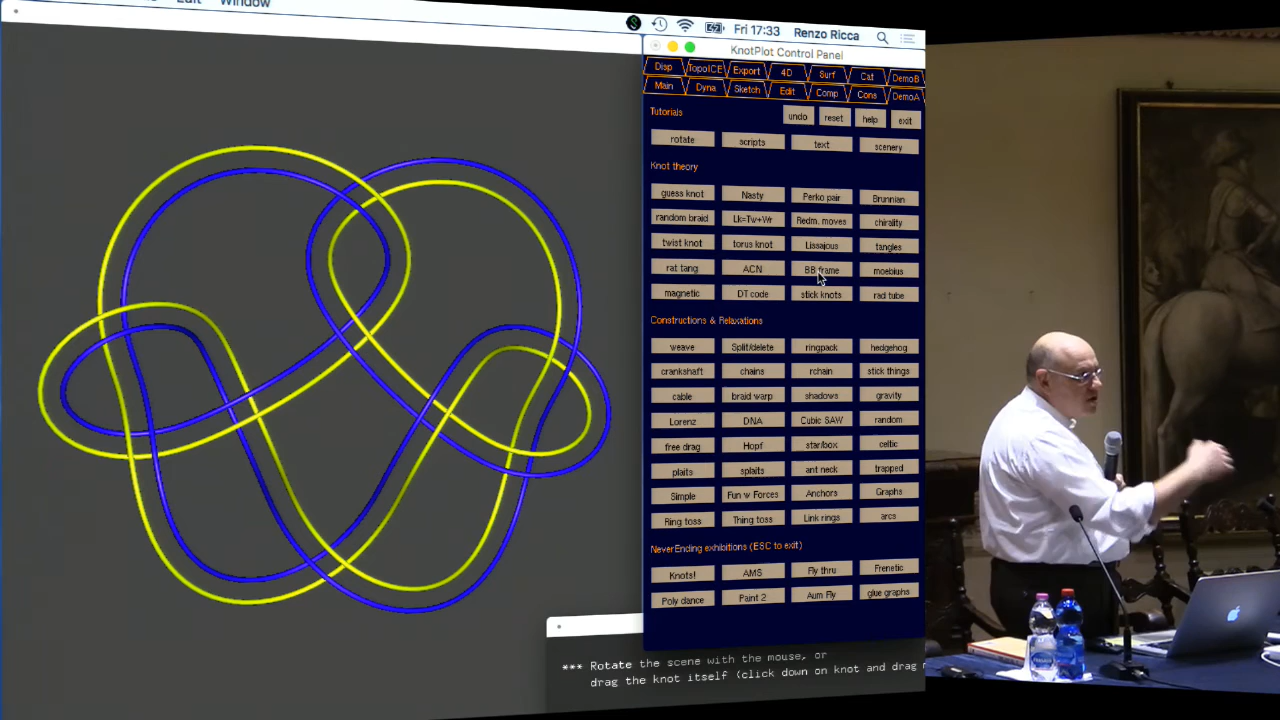 Edit Window
Fri 17:33 Renzo Ricca
KnotPlot Control Panel
Disp TopoICE Export 4D Surf Cat DemoB
Main Dyna Sketch Edit Comp Cons DemoA
Tutorials undo reset help exit
rotate scripts text scenery
Knot theory
guess knot Nasty Perko pair Brunnian
random braid Lk=Tw+Wr Redm. moves chirality
twist knot torus knot Lissajous tangles
rat tang ACN BB frame moebius
magnetic DT code stick knots rad tube
Constructions & Relaxations
weave Split/delete ringpack hedgehog
crankshaft chains rchain stick things
cable braid warp shadows gravity
Lorenz DNA Cubic SAW random
free drag Hopf star/box celtic
plaits splaits ant neck trapped
Simple Fun w Forces Anchors Graphs
Ring toss Thing toss Link rings arcs
NeverEnding exhibitions (ESC to exit)
Knots! AMS Fly thru Frenetic
Poly dance Paint 2 Aum Fly glue graphs
*** Rotate the scene with the mouse, or
drag the knot itself (click down on knot and drag